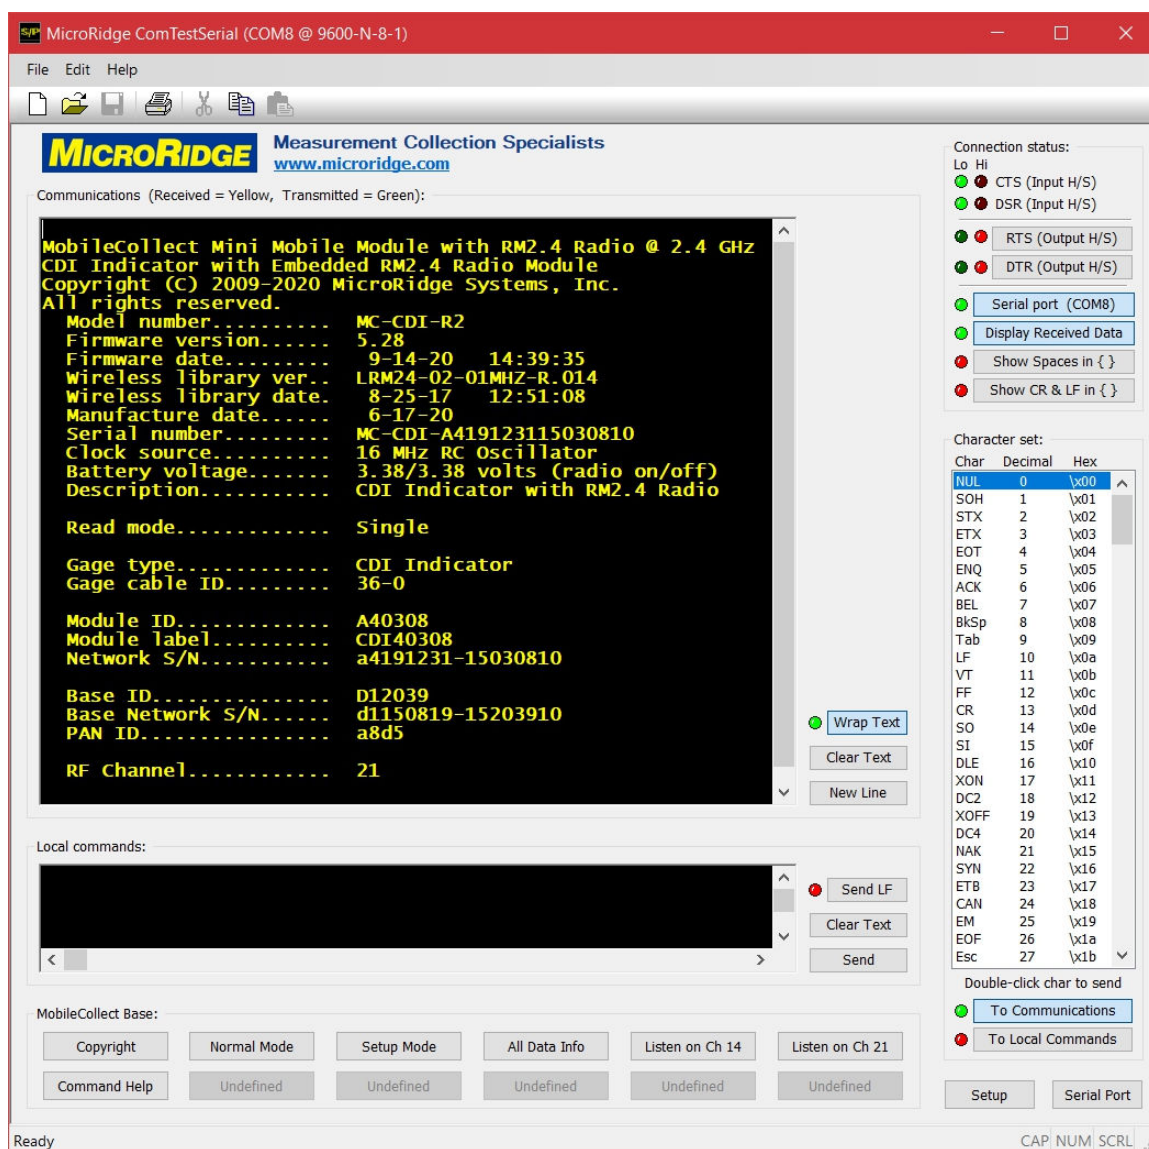 MicroRidge ComTestSerial (COM8 @ 9600-N-8-1)
File Edit Help
MICRORIDGE
Measurement Collection Specialists
www.microridge.com
Communications (Received = Yellow, Transmitted = Green):
MobileCollect Mini Mobile Module with RM2.4 Radio @ 2.4 GHz
CDI Indicator with Embedded RM2.4 Radio Module
Copyright (C) 2009-2020 MicroRidge Systems, Inc.
All rights reserved.
Model number.......... MC-CDI-R2
Firmware version...... 5.28
Firmware date......... 9-14-20 14:39:35
Wireless library ver.. LRM24-02-01MHZ-R.014
Wireless library date. 8-25-17 12:51:08
Manufacture date...... 6-17-20
Serial number......... MC-CDI-A419123115030810
Clock source.......... 16 MHz RC Oscillator
Battery voltage....... 3.38/3.38 volts (radio on/off)
Description........... CDI Indicator with RM2.4 Radio
Read mode............. Single
Gage type............. CDI Indicator
Gage cable ID......... 36-0
Module ID............. A40308
Module label.......... CDI40308
Network S/N........... a4191231-15030810
Base ID............... D12039
Base Network S/N...... d1150819-15203910
PAN ID................ a8d5
RF Channel............ 21
Wrap Text
Clear Text
New Line
Local commands:
Send LF
Clear Text
Send
MobileCollect Base:
Copyright Normal Mode Setup Mode All Data Info Listen on Ch 14 Listen on Ch 21
Command Help Undefined Undefined Undefined Undefined Undefined
Connection status:
Lo Hi
CTS (Input H/S)
DSR (Input H/S)
RTS (Output H/S)
DTR (Output H/S)
Serial port (COM8)
Display Received Data
Show Spaces in { }
Show CR & LF in { }
Character set:
Char Decimal Hex
NUL 0 \x00
SOH 1 \x01
STX 2 \x02
ETX 3 \x03
EOT 4 \x04
ENQ 5 \x05
ACK 6 \x06
BEL 7 \x07
BkSp 8 \x08
Tab 9 \x09
LF 10 \x0a
VT 11 \x0b
FF 12 \x0c
CR 13 \x0d
SO 14 \x0e
SI 15 \x0f
DLE 16 \x10
XON 17 \x11
DC2 18 \x12
XOFF 19 \x13
DC4 20 \x14
NAK 21 \x15
SYN 22 \x16
ETB 23 \x17
CAN 24 \x18
EM 25 \x19
EOF 26 \x1a
Esc 27 \x1b
Double-click char to send
To Communications
To Local Commands
Setup Serial Port
Ready CAP NUM SCRL